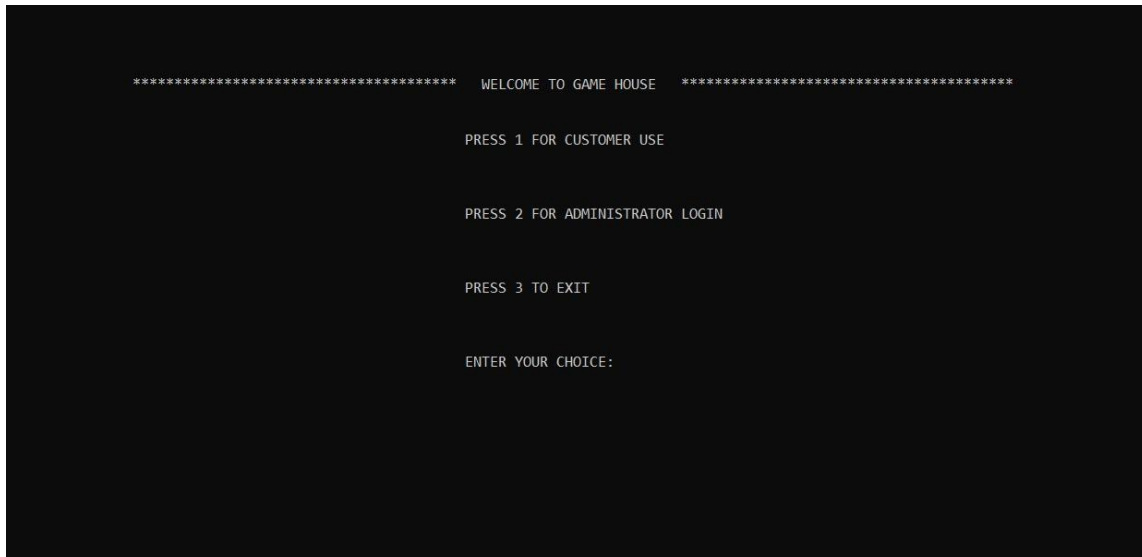 *************************************** WELCOME TO GAME HOUSE ****************************************
PRESS 1 FOR CUSTOMER USE
PRESS 2 FOR ADMINISTRATOR LOGIN
PRESS 3 TO EXIT
ENTER YOUR CHOICE: